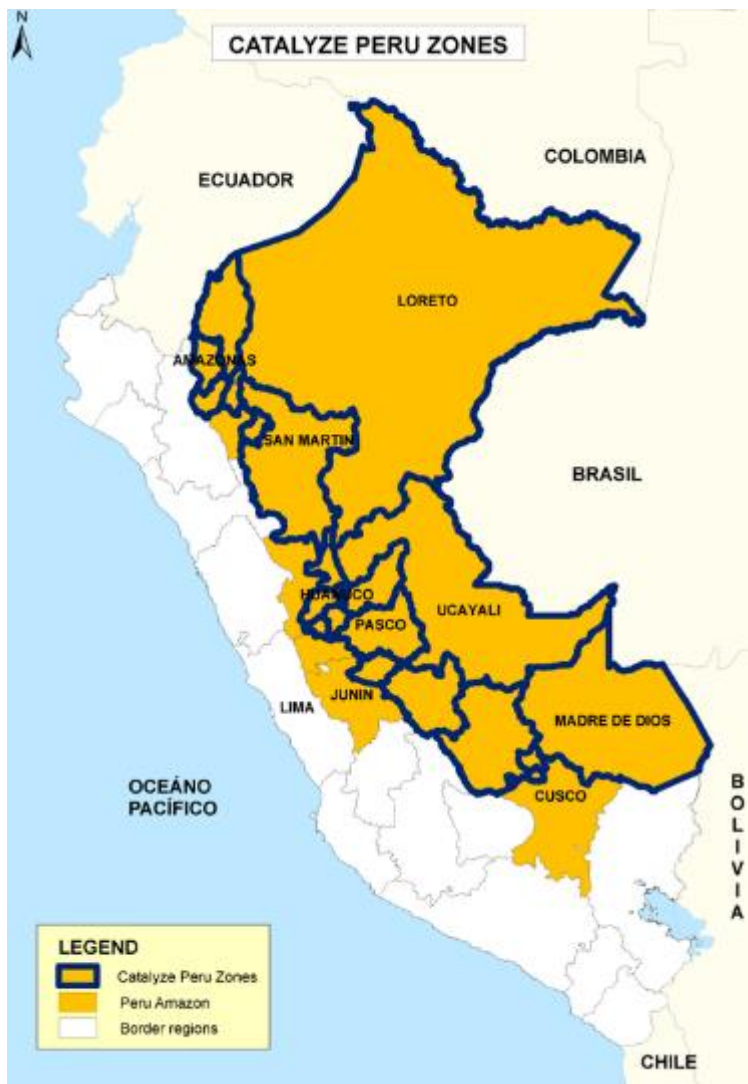 N
CATALYZE PERU ZONES
COLOMBIA
ECUADOR
LORETO
AMAZONAS
SAN MARTIN
BRASIL
HUANUCO
UCAYALI
PASCO
JUNIN
LIMA
MADRE DE DIOS
OCEÁNO
PACÍFICO
CUSCO
BOLIVIA
LEGEND
Catalyze Peru Zones
Peru Amazon
Border regions
CHILE